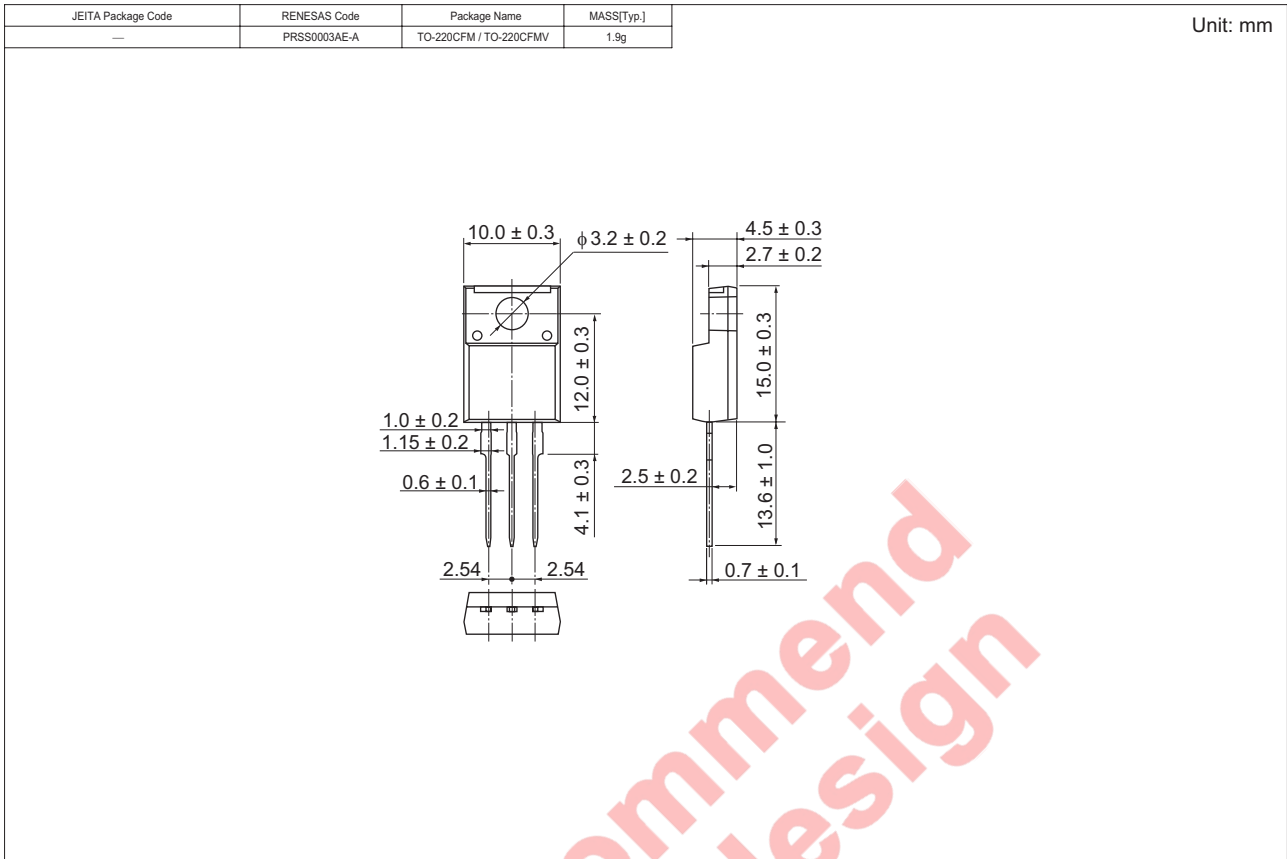 JEITA Package Code RENESAS Code Package Name MASS[Typ.]
— PRSS0003AE-A TO-220CFM / TO-220CFMV 1.9g
Unit: mm
10.0 ± 0.3
ϕ 3.2 ± 0.2
4.5 ± 0.3
2.7 ± 0.2
12.0 ± 0.3
15.0 ± 0.3
1.0 ± 0.2
1.15 ± 0.2
0.6 ± 0.1
4.1 ± 0.3
2.5 ± 0.2
13.6 ± 1.0
2.54 2.54
0.7 ± 0.1
ommend
design